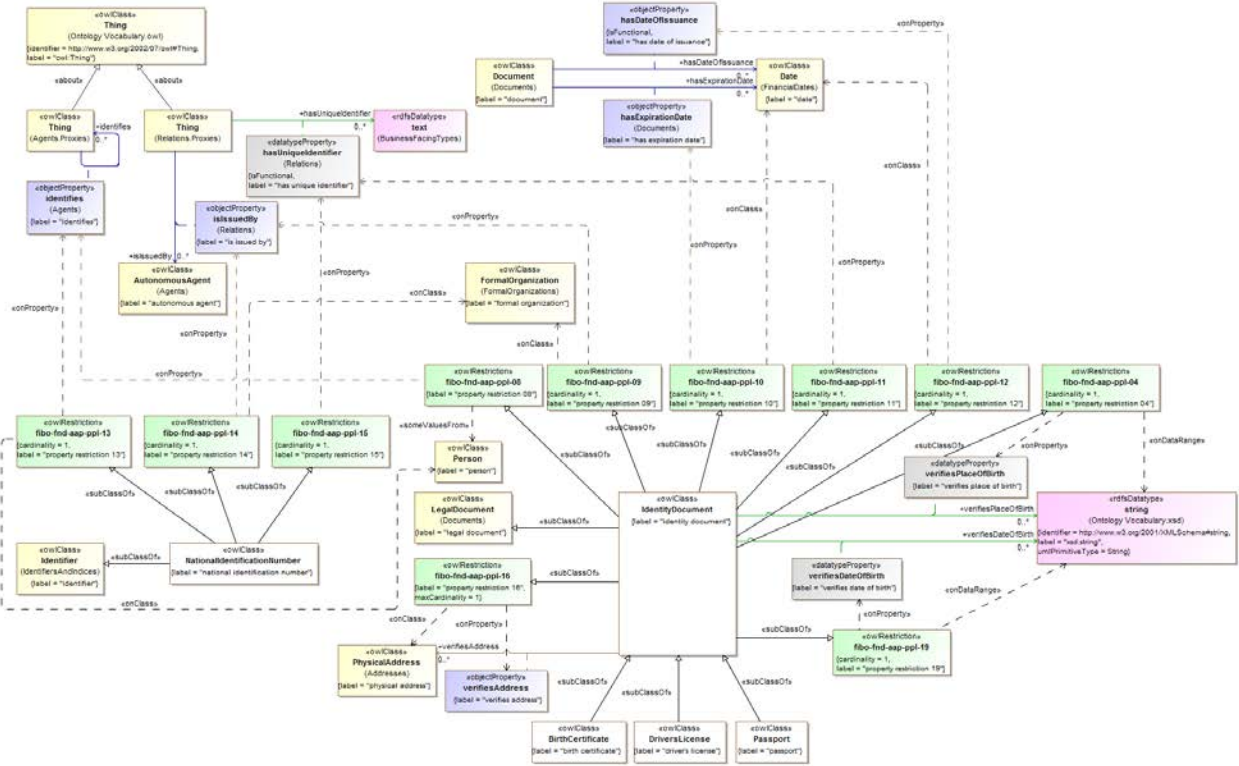 «owlClass»
Thing
(Ontology Vocabulary.owl)
{identifier = http://www.w3.org/2002/07/owl#Thing,
label = "owl:Thing"}
«about»
«about»
«owlClass»
Thing
(Agents.Proxies)
+identifies
0..*
«owlClass»
Thing
(Relations.Proxies)
+hasUniqueIdentifier
0..*
«rdfsDatatype»
text
(BusinessFacingTypes)
«datatypeProperty»
hasUniqueIdentifier
(Relations)
{isFunctional,
label = "has unique identifier"}
«objectProperty»
identifies
(Agents)
{label = "identifies"}
«objectProperty»
isIssuedBy
(Relations)
{label = "is issued by"}
+isIssuedBy 0..*
«owlClass»
AutonomousAgent
(Agents)
{label = "autonomous agent"}
«objectProperty»
hasDateOfIssuance
{isFunctional,
label = "has date of issuance"}
«onProperty»
«owlClass»
Document
(Documents)
{label = "document"}
+hasDateOfIssuance
0..*
+hasExpirationDate
0..*
«owlClass»
Date
(FinancialDates)
{label = "date"}
«objectProperty»
hasExpirationDate
(Documents)
{label = "has expiration date"}
«onClass»
«onClass»
«onProperty»
«onProperty»
«onProperty»
«onProperty»
«onClass»
«owlClass»
FormalOrganization
(FormalOrganizations)
{label = "formal organization"}
«onProperty»
«onProperty»
«onClass»
«onProperty»
«owlRestriction»
fibo-fnd-aap-ppl-08
{cardinality = 1,
label = "property restriction 08"}
«owlRestriction»
fibo-fnd-aap-ppl-09
{cardinality = 1,
label = "property restriction 09"}
«owlRestriction»
fibo-fnd-aap-ppl-10
{cardinality = 1,
label = "property restriction 10"}
«owlRestriction»
fibo-fnd-aap-ppl-11
{cardinality = 1,
label = "property restriction 11"}
«owlRestriction»
fibo-fnd-aap-ppl-12
{cardinality = 1,
label = "property restriction 12"}
«owlRestriction»
fibo-fnd-aap-ppl-04
{cardinality = 1,
label = "property restriction 04"}
«owlRestriction»
fibo-fnd-aap-ppl-13
{cardinality = 1,
label = "property restriction 13"}
«owlRestriction»
fibo-fnd-aap-ppl-14
{cardinality = 1,
label = "property restriction 14"}
«owlRestriction»
fibo-fnd-aap-ppl-15
{cardinality = 1,
label = "property restriction 15"}
«someValuesFrom»
«subClassOf»
«subClassOf»
«subClassOf»
«subClassOf»
«subClassOf»
«onProperty»
«onDataRange»
«owlClass»
Person
{label = "person"}
«datatypeProperty»
verifiesPlaceOfBirth
{label = "verifies place of birth"}
«subClassOf»
«subClassOf»
«subClassOf»
«owlClass»
LegalDocument
(Documents)
{label = "legal document"}
«subClassOf»
«owlClass»
IdentityDocument
{label = "identity document"}
+verifiesPlaceOfBirth
0..*
+verifiesDateOfBirth
0..*
«rdfsDatatype»
string
(Ontology Vocabulary.xsd)
{identifier = http://www.w3.org/2001/XMLSchema#string,
label = "xsd:string",
umlPrimitiveType = String}
«owlClass»
Identifier
(IdentifiersAndIndices)
{label = "identifier"}
«subClassOf»
«owlClass»
NationalIdentificationNumber
{label = "national identification number"}
«onClass»
«owlRestriction»
fibo-fnd-aap-ppl-16
{label = "property restriction 16",
maxCardinality = 1}
«subClassOf»
«datatypeProperty»
verifiesDateOfBirth
{label = "verifies date of birth"}
«onDataRange»
«onProperty»
«onClass»
«onProperty»
«subClassOf»
«owlRestriction»
fibo-fnd-aap-ppl-19
{cardinality = 1,
label = "property restriction 19"}
«owlClass»
PhysicalAddress
(Addresses)
{label = "physical address"}
+verifiesAddress
0..*
«objectProperty»
verifiesAddress
{label = "verifies address"}
«subClassOf»
«subClassOf»
«subClassOf»
«owlClass»
BirthCertificate
{label = "birth certificate"}
«owlClass»
DriversLicense
{label = "driver's license"}
«owlClass»
Passport
{label = "passport"}